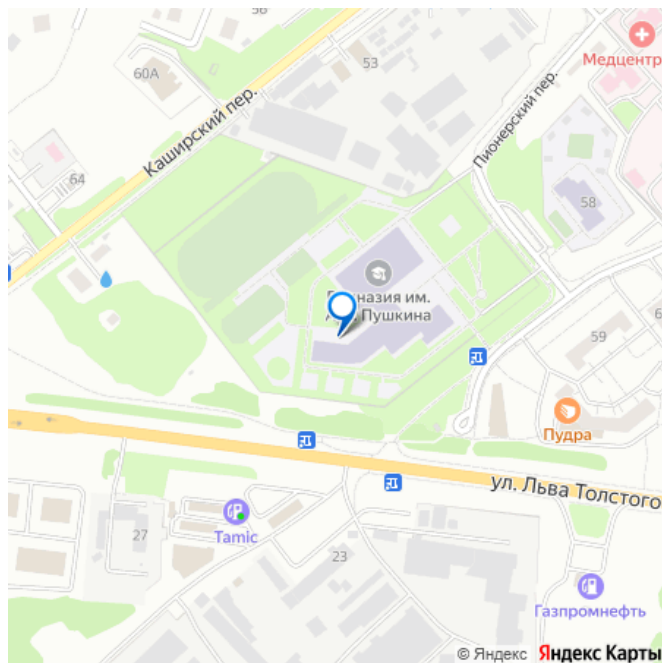 56
53
60А
Медцентр
Каширский пер.
Пионерский пер.
64
58
назия им.
Пушкина
59
Пудра
ул. Льва Толстого
27
Tamic
23
Газпромнефть
© Яндекс Яндекс Карты